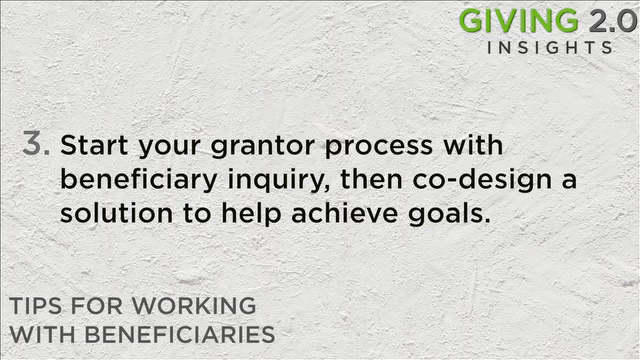 GIVING 2.0
INSIGHTS
3. Start your grantor process with
beneficiary inquiry, then co-design a
solution to help achieve goals.
TIPS FOR WORKING
WITH BENEFICIARIES